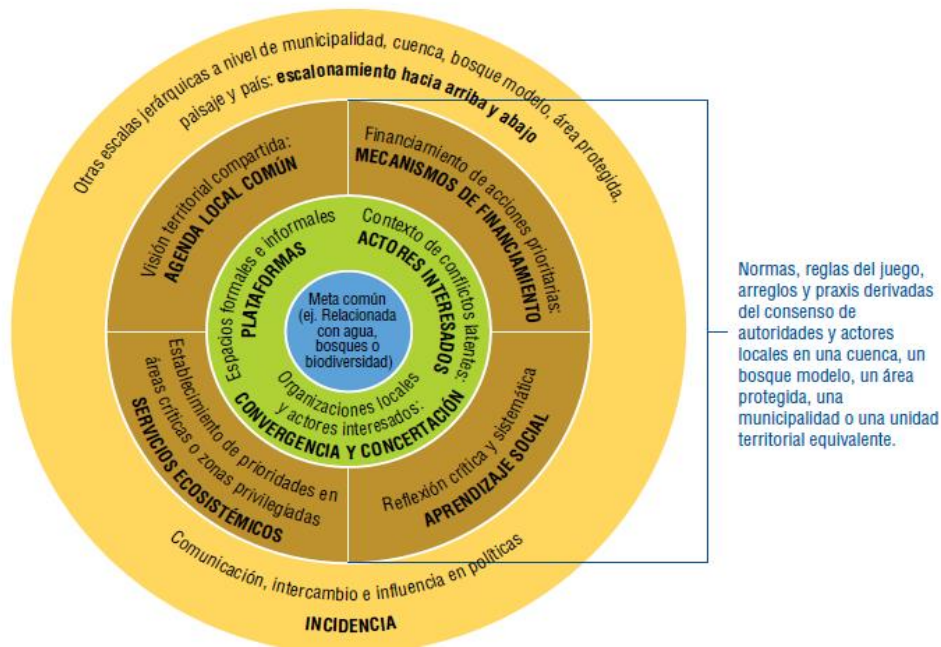 Otras escalas jerárquicas a nivel de municipalidad, cuenca, bosque modelo, área protegida,
paisaje y país: escalonamiento hacia arriba y abajo
Visión territorial compartida:
AGENDA LOCAL COMÚN
Financiamiento de acciones prioritarias:
MECANISMOS DE FINANCIAMIENTO
Espacios formales e informales
PLATAFORMAS
Contexto de conflictos latentes:
ACTORES INTERESADOS
Meta común
(ej. Relacionada
con agua,
bosques o
biodiversidad)
Organizaciones locales
y actores interesados:
CONVERGENCIA Y CONCERTACIÓN
Establecimiento de prioridades en
áreas críticas o zonas privilegiadas
SERVICIOS ECOSISTÉMICOS
Reflexión crítica y sistemática
APRENDIZAJE SOCIAL
Comunicación, intercambio e influencia en políticas
INCIDENCIA
Normas, reglas del juego,
arreglos y praxis derivadas
del consenso de
autoridades y actores
locales en una cuenca, un
bosque modelo, un área
protegida, una
municipalidad o una unidad
territorial equivalente.